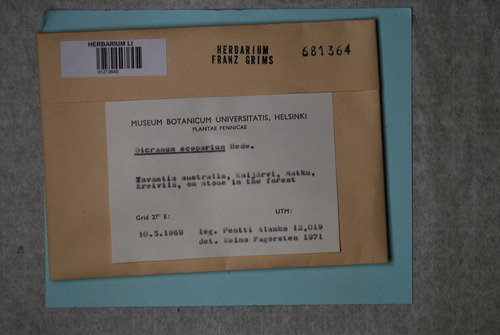 HERBARIUM LI
HERBARIUM
FRANZ GRIMS
681364
MUSEUM BOTANICUM UNIVERSITATIS, HELSINKI
PLANTAE FENNICAE
Dicranum scoparium Hedw.
Tavastia australis, Koijärvi, Matku,
Kreivilä, on stone in the forest
Grid 27° E: UTM:
10.5.1969 leg. Pentti Alanko 12,019
det. Heino Fagersten 1971